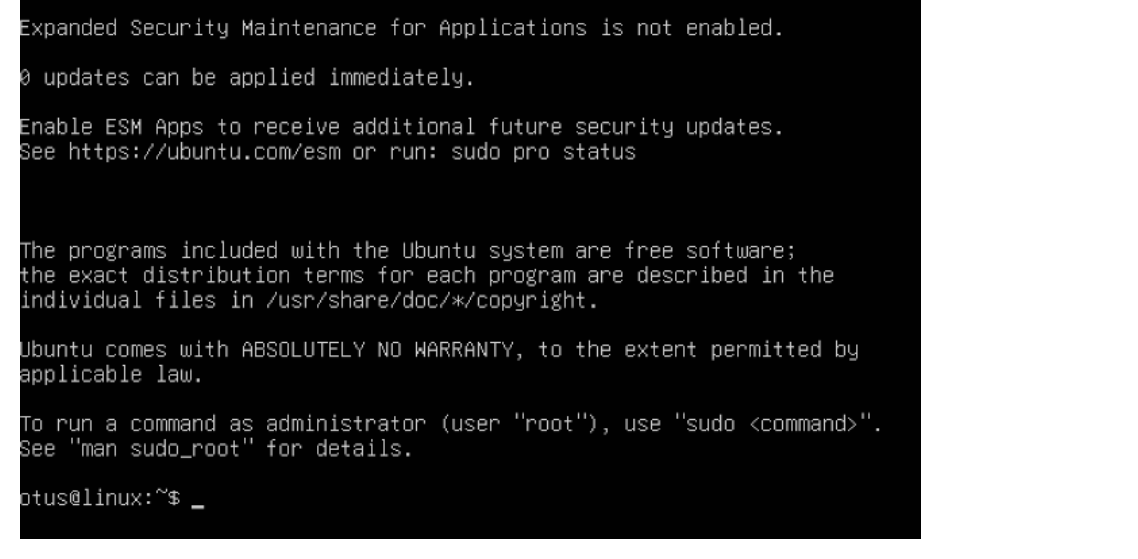 Expanded Security Maintenance for Applications is not enabled.
0 updates can be applied immediately.
Enable ESM Apps to receive additional future security updates.
See https://ubuntu.com/esm or run: sudo pro status
The programs included with the Ubuntu system are free software;
the exact distribution terms for each program are described in the
individual files in /usr/share/doc/*/copyright.
Ubuntu comes with ABSOLUTELY NO WARRANTY, to the extent permitted by
applicable law.
To run a command as administrator (user "root"), use "sudo <command>".
See "man sudo_root" for details.
otus@linux:~$ _